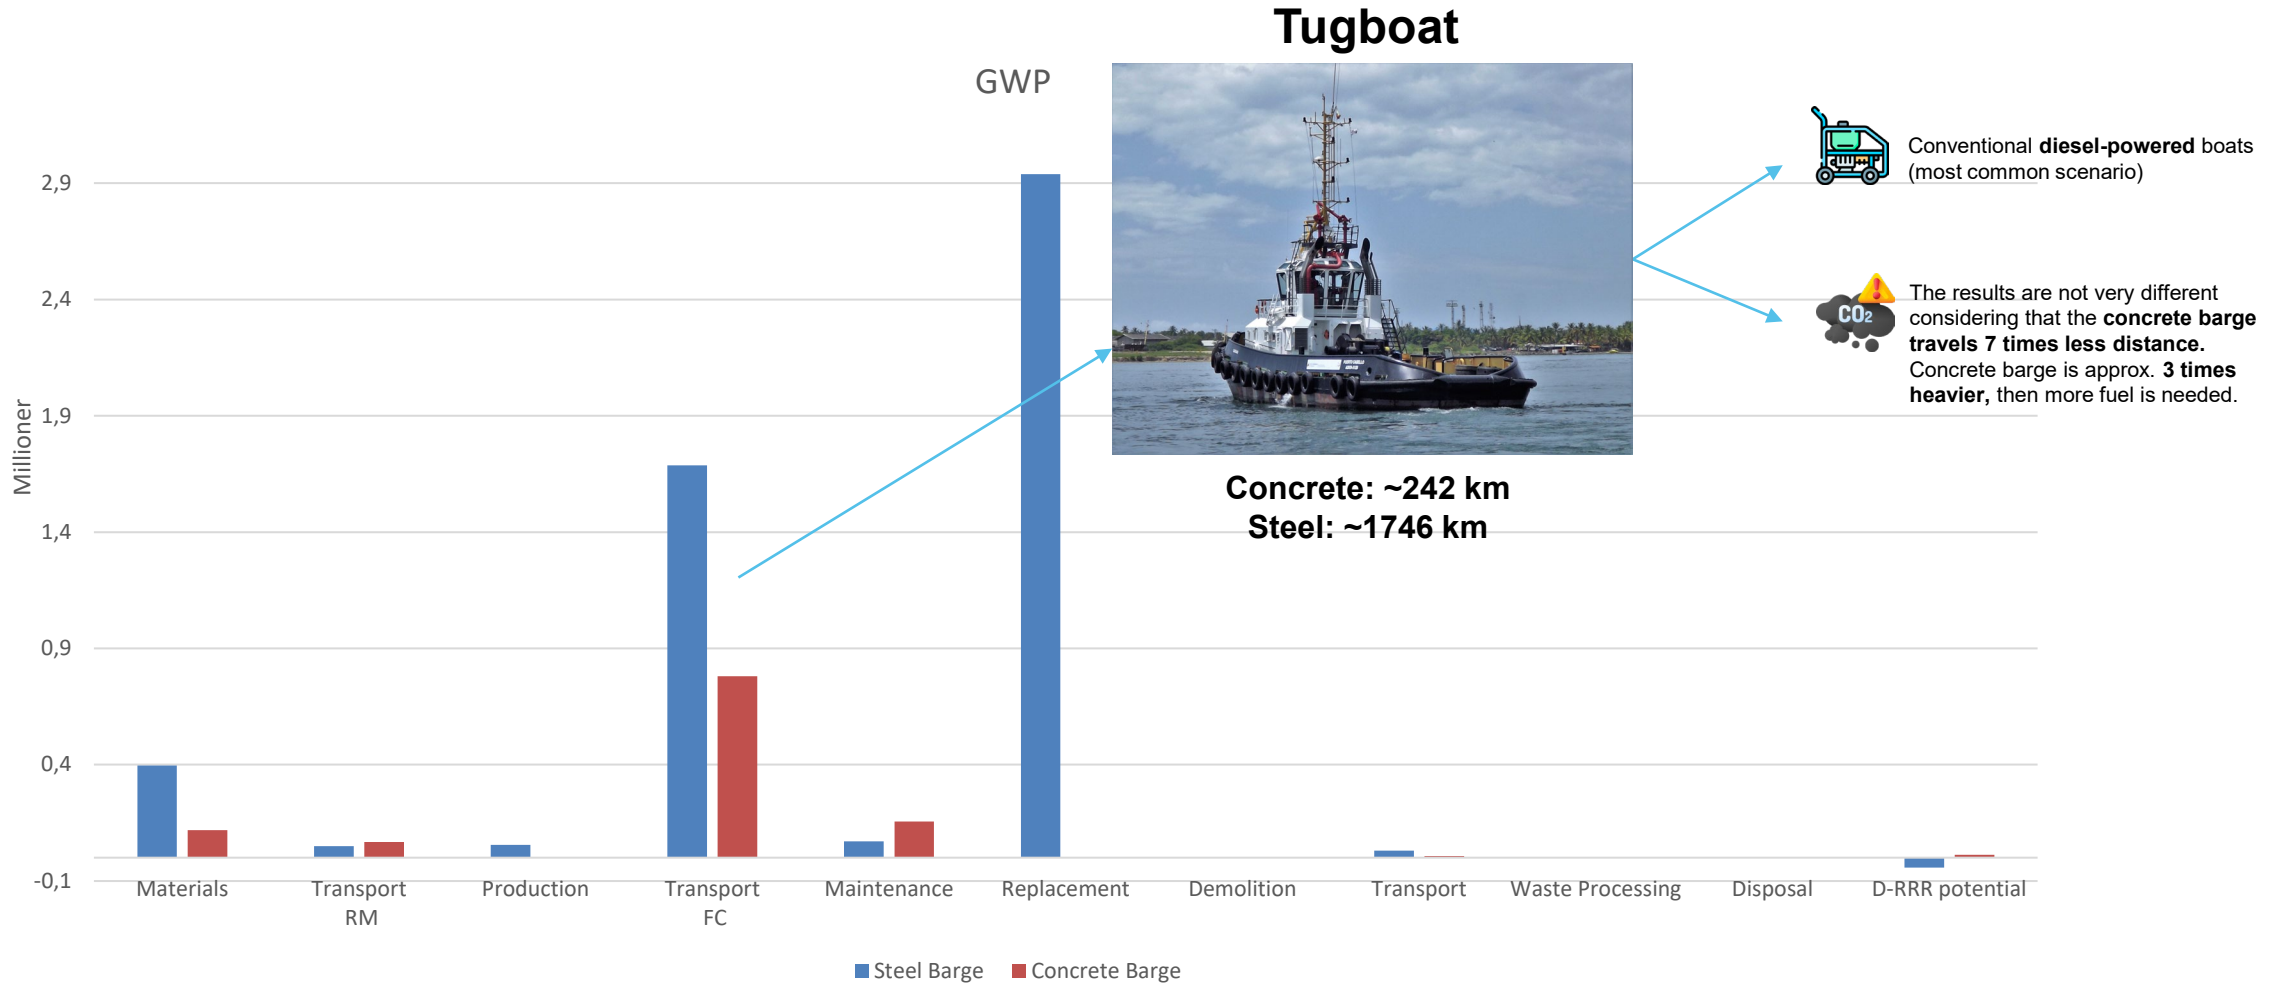 Tugboat
GWP
Conventional diesel-powered boats
(most common scenario)
CO₂
The results are not very different
considering that the concrete barge
travels 7 times less distance.
Concrete barge is approx. 3 times
heavier, then more fuel is needed.
Concrete: ~242 km
Steel: ~1746 km
Millioner
2,9
2,4
1,9
1,4
0,9
0,4
-0,1
Materials
Transport
RM
Production
Transport
FC
Maintenance
Replacement
Demolition
Transport
Waste Processing
Disposal
D-RRR potential
Steel Barge
Concrete Barge